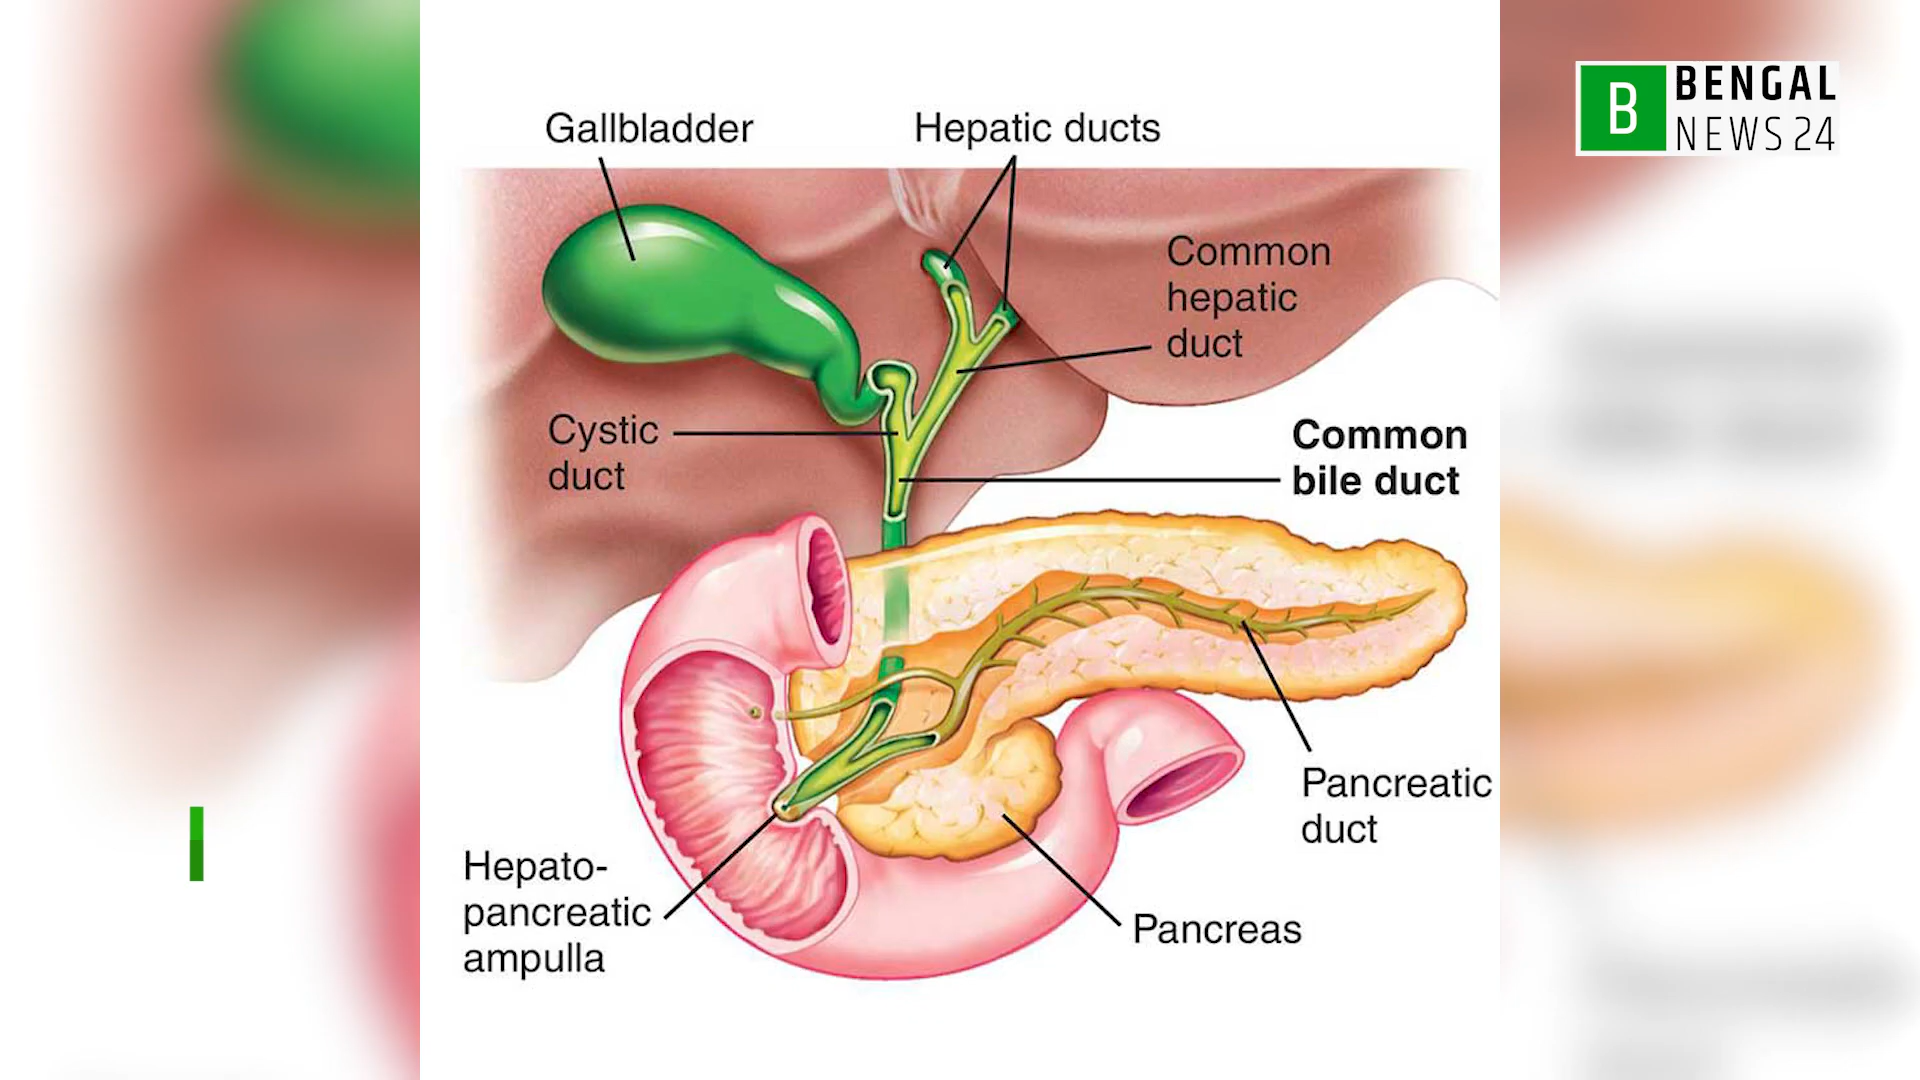 B
BENGAL
NEWS 24
Gallbladder
Hepatic ducts
Common
hepatic
duct
Cystic
duct
Common
bile duct
Pancreatic
duct
Hepato-
pancreatic
ampulla
Pancreas